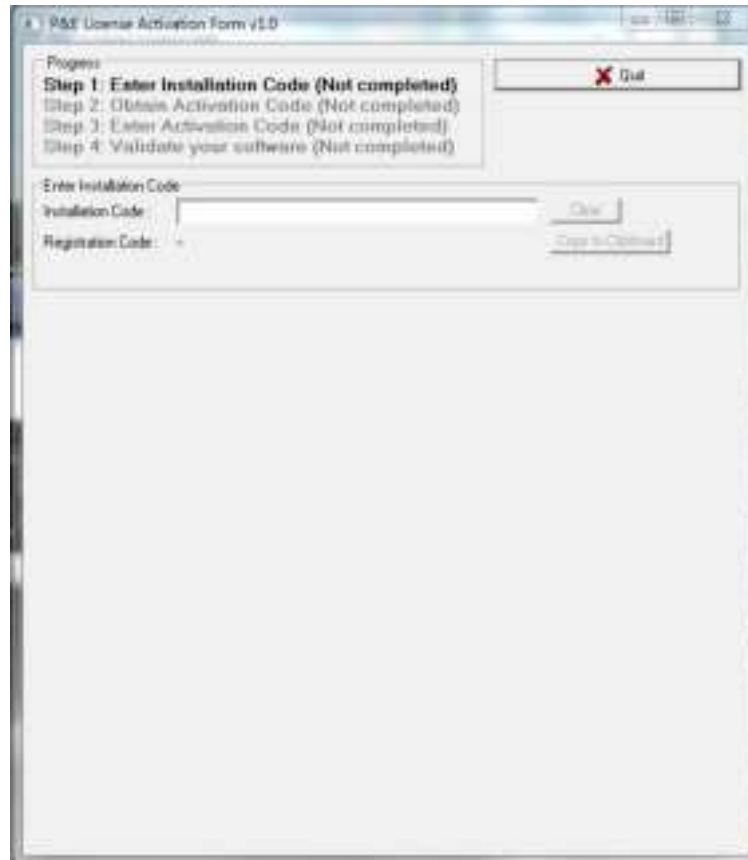 P&E License Activation Form v1.0
Progress
Step 1: Enter Installation Code (Not completed)
Quit
Step 2: Obtain Activation Code (Not completed)
Step 3: Enter Activation Code (Not completed)
Step 4: Validate your software (Not completed)
Enter Installation Code
Installation Code
Clear
Registration Code:
Copy to Clipboard